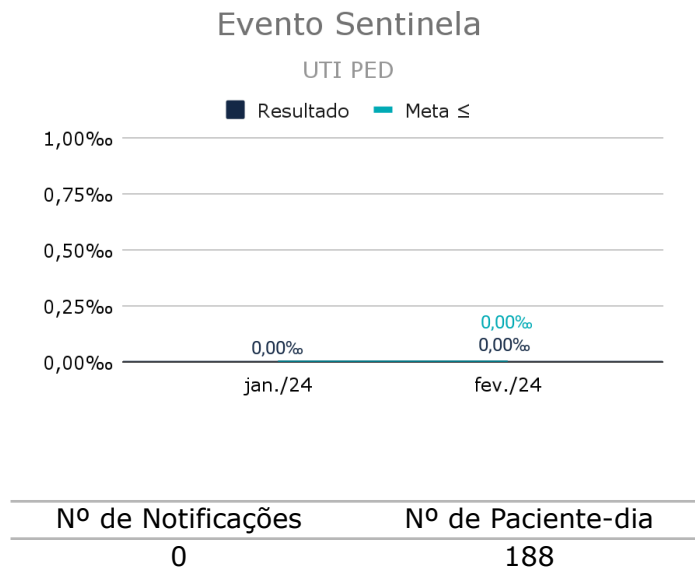 Evento Sentinela
UTI PED
Resultado Meta ≤
1,00‰
0,75‰
0,50‰
0,25‰
0,00‰
0,00‰
0,00‰
0,00‰
jan./24 fev./24
Nº de Notificações Nº de Paciente-dia
0 188